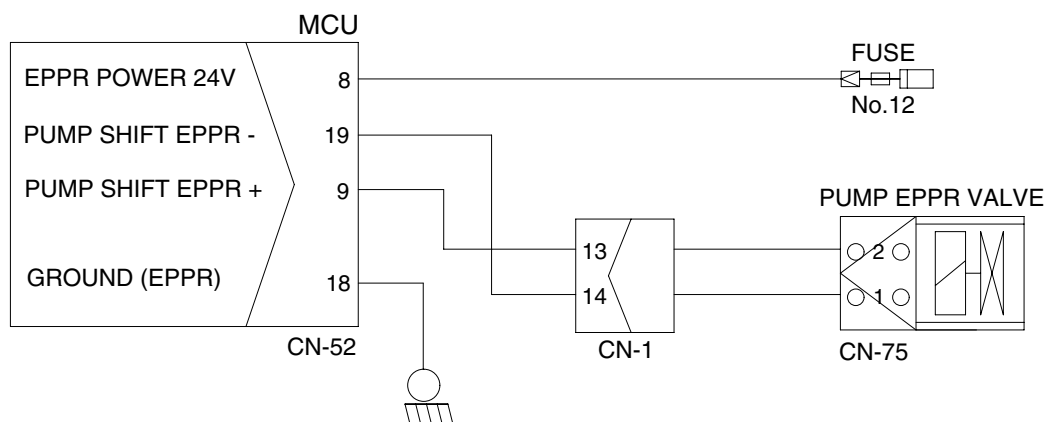 MCU
EPPR POWER 24V
8
FUSE
No.12
PUMP SHIFT EPPR -
19
PUMP SHIFT EPPR +
9
PUMP EPPR VALVE
13
2
GROUND (EPPR)
18
14
1
CN-52
CN-1
CN-75